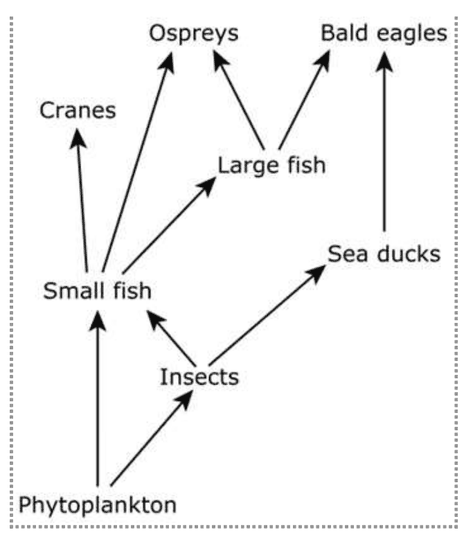 Ospreys
Bald eagles
Cranes
Large fish
Sea ducks
Small fish
Insects
Phytoplankton